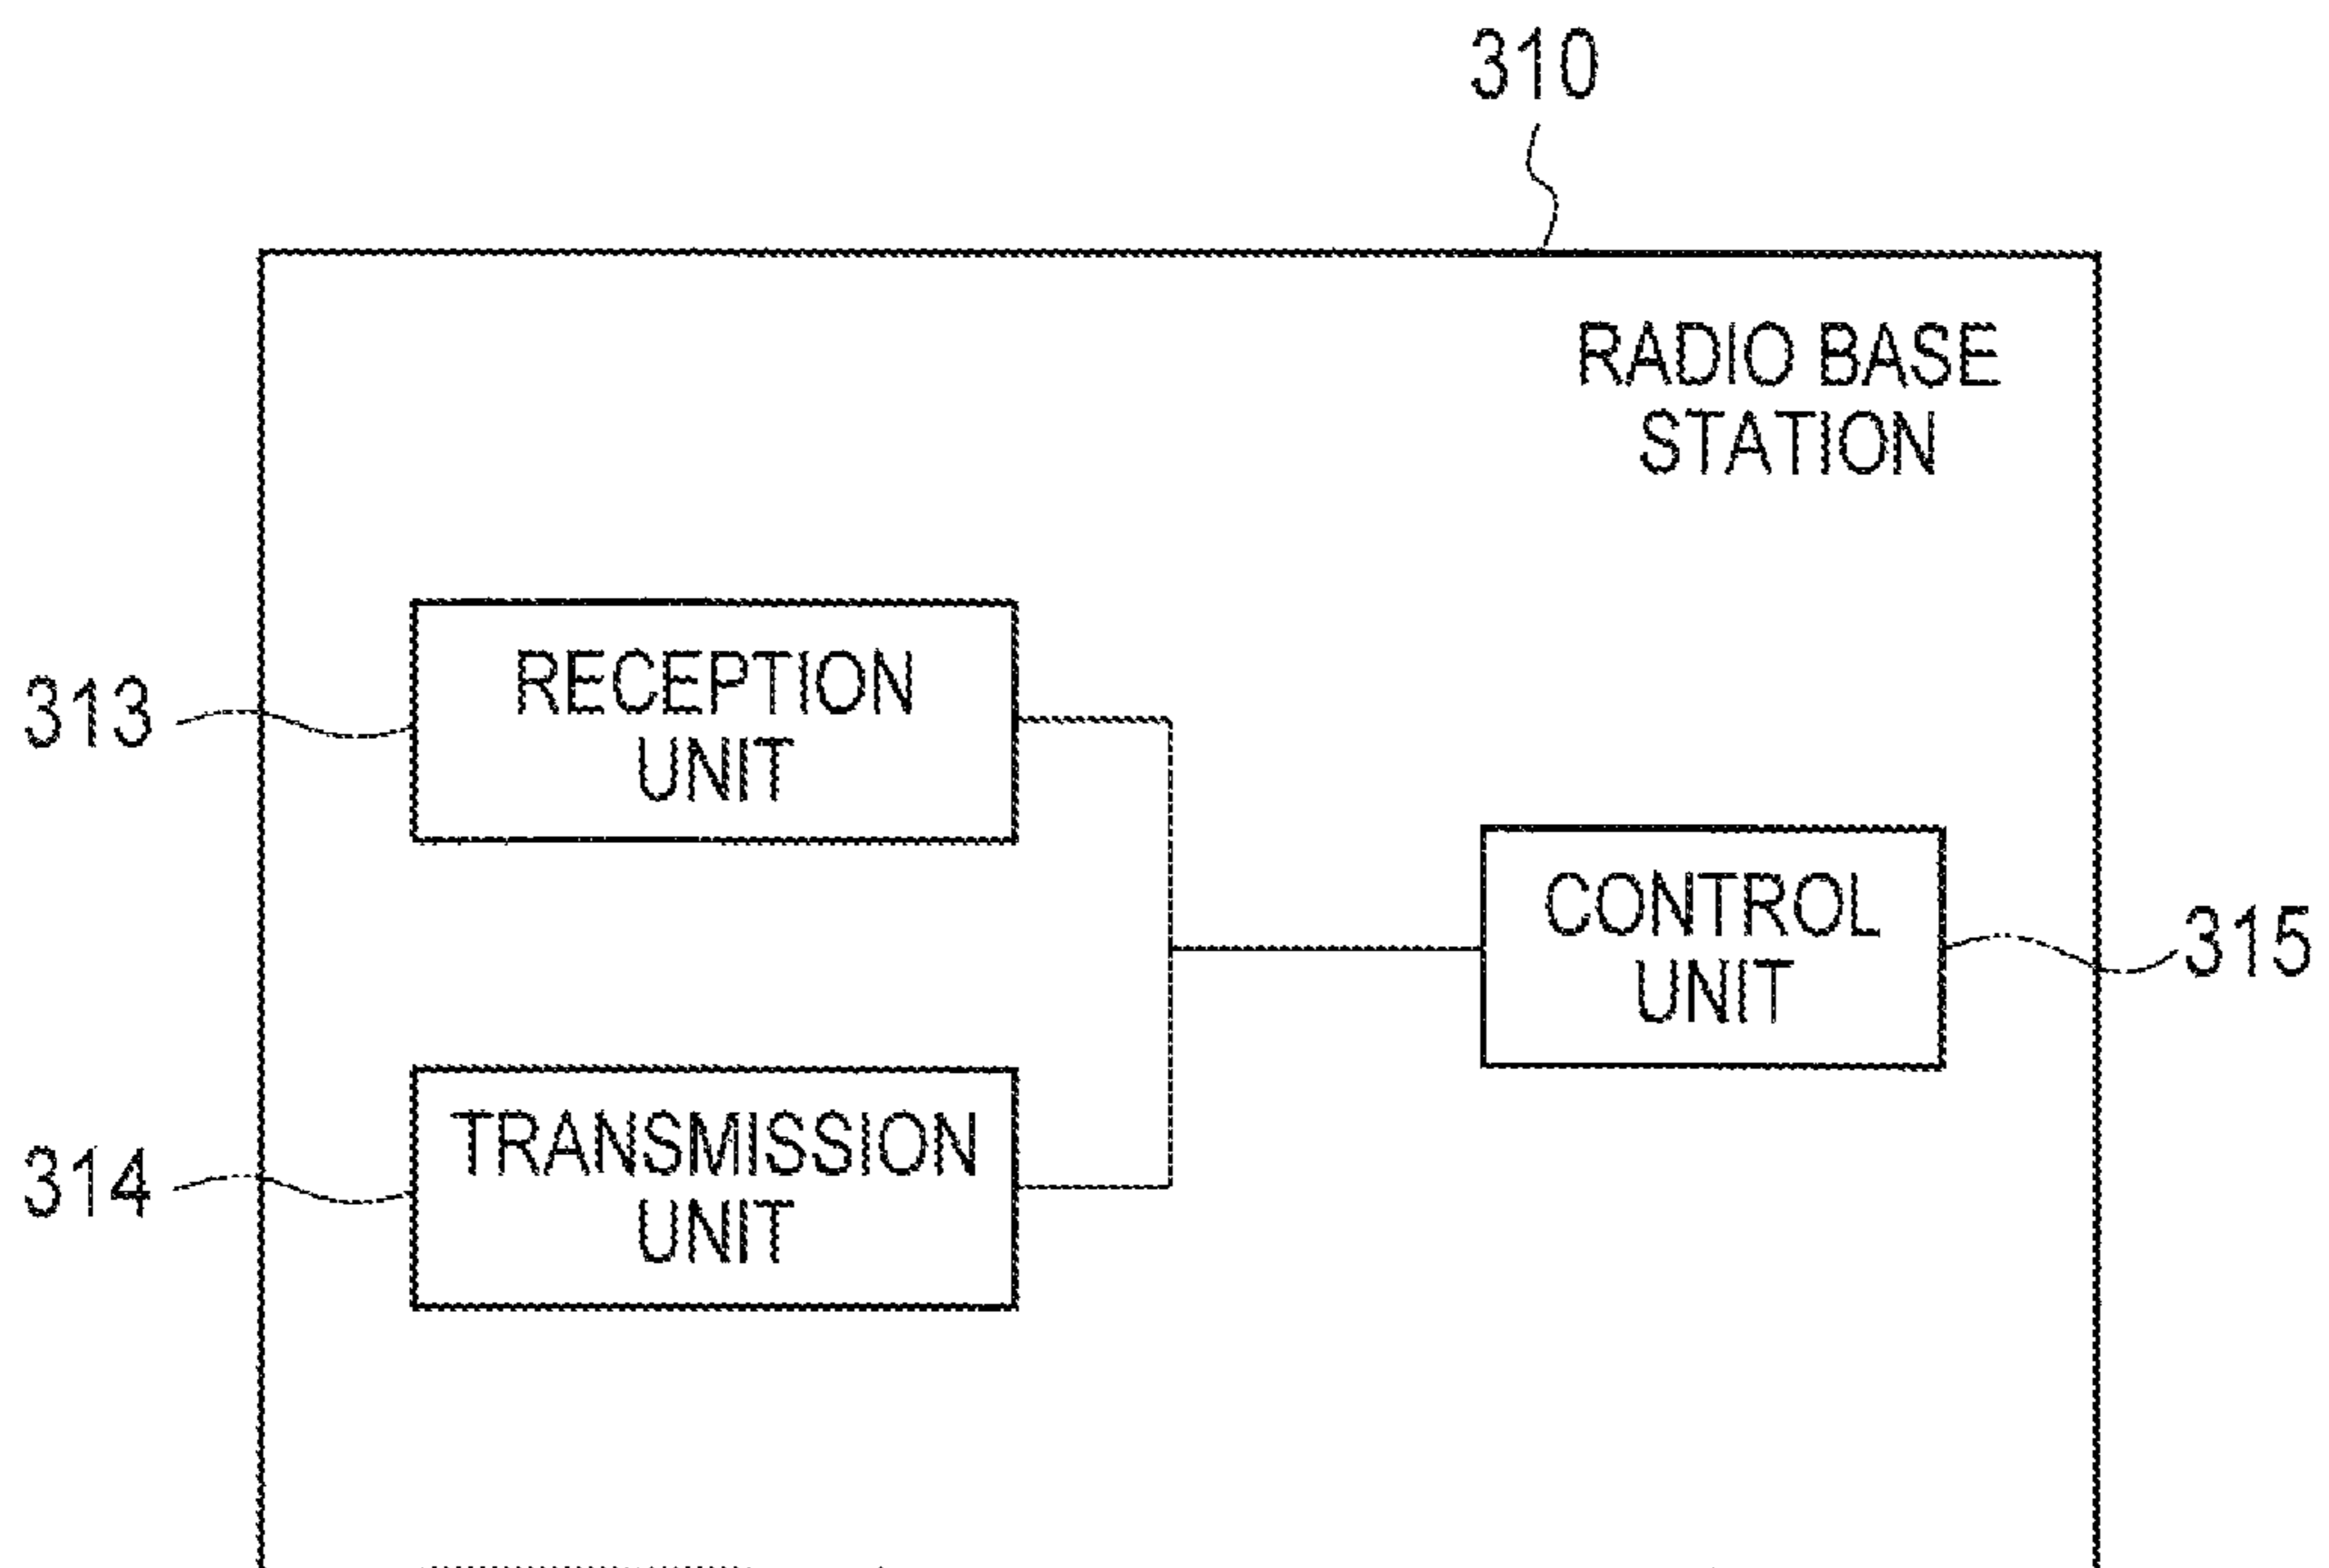 310
RADIO BASE
STATION
313
RECEPTION
UNIT
CONTROL
UNIT
315
314
TRANSMISSION
UNIT